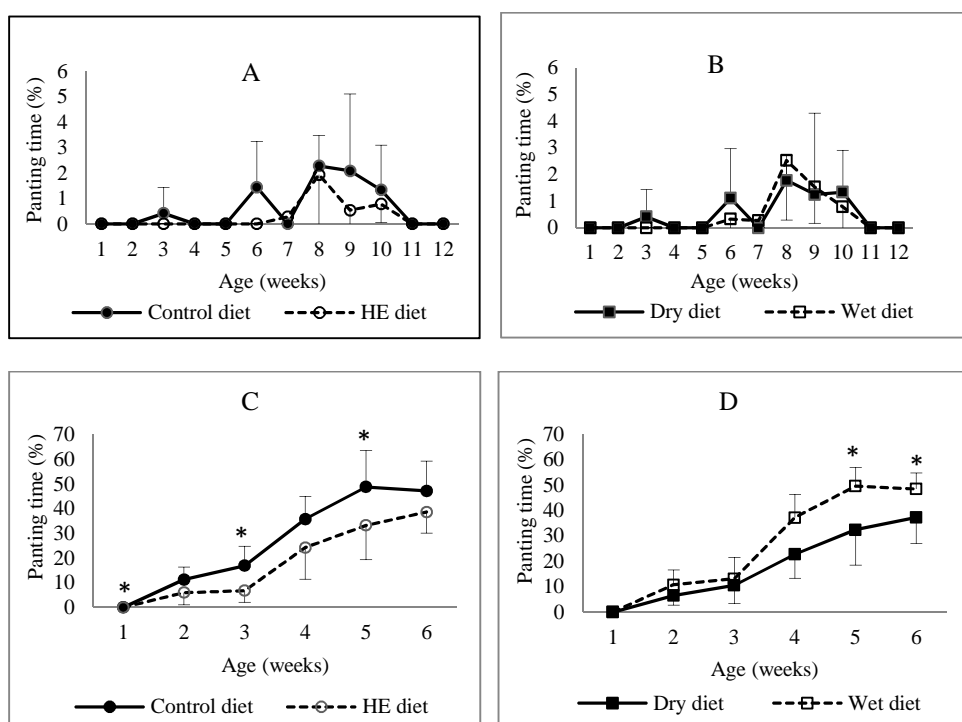 A
Panting time (%)
6
5
4
3
2
1
0
1 2 3 4 5 6 7 8 9 10 11 12
Age (weeks)
Control diet HE diet
B
Panting time (%)
6
5
4
3
2
1
0
1 2 3 4 5 6 7 8 9 10 11 12
Age (weeks)
Dry diet Wet diet
C
Panting time (%)
70
60
50
40
30
20
10
0
* * *
1 2 3 4 5 6
Age (weeks)
Control diet HE diet
D
Panting time (%)
70
60
50
40
30
20
10
0
* *
1 2 3 4 5 6
Age (weeks)
Dry diet Wet diet